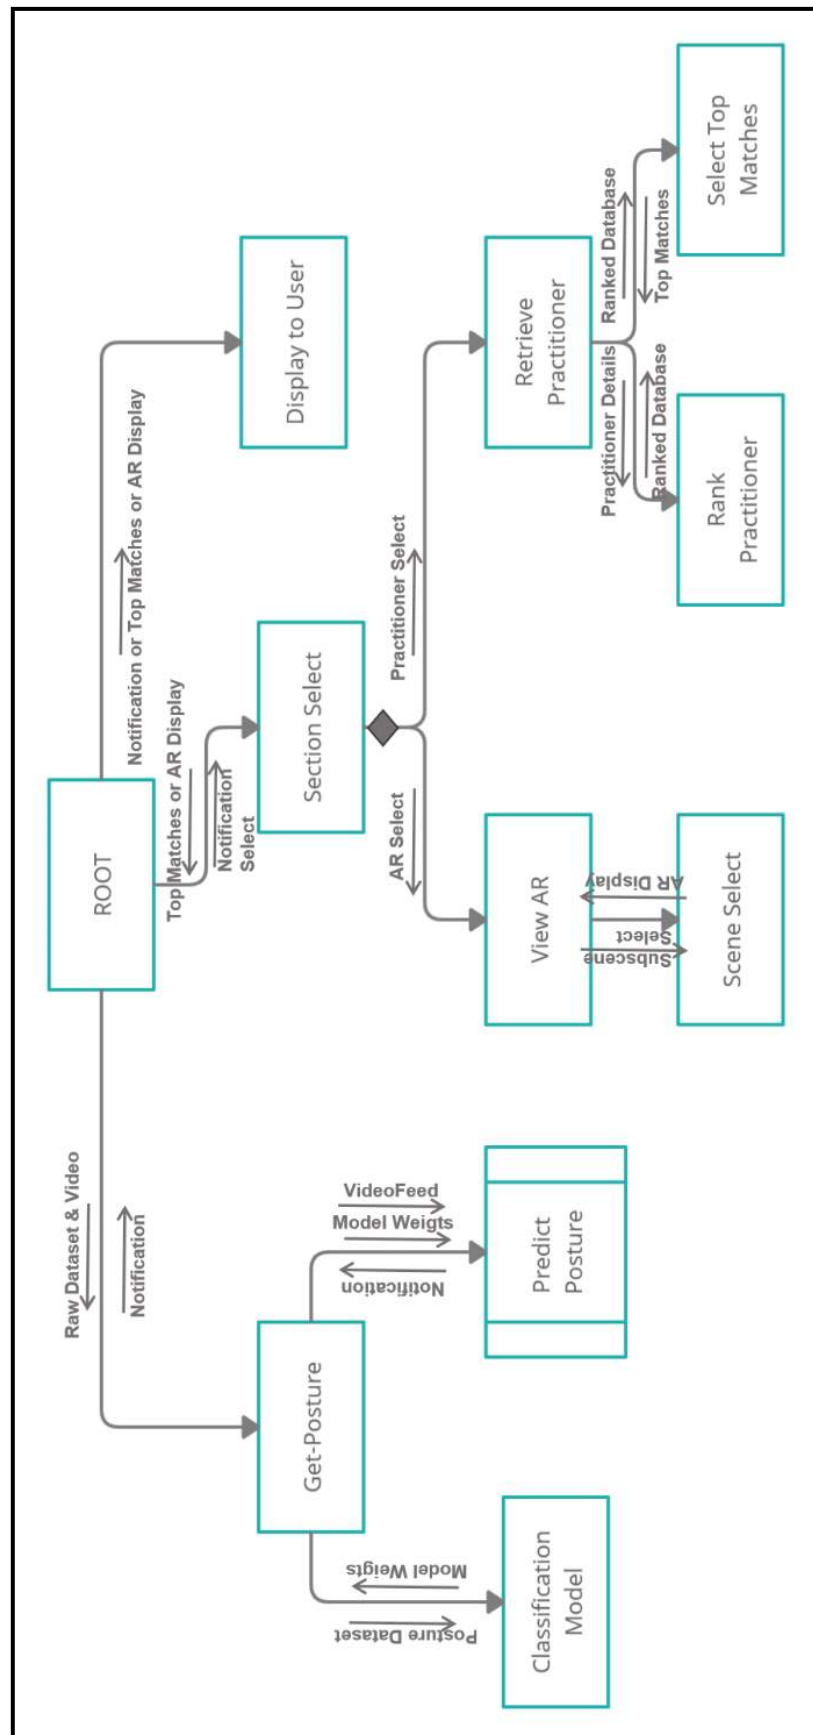 ROOT
Raw Dataset & Video
Notification
Notification or Top Matches or AR Display
Top Matches or AR Display
Notification
Select
Get-Posture
Section Select
Display to User
Posture Dataset
Model Weigts
VideoFeed
Model Weigts
Notification
AR Select
Practitioner Select
Classification
Model
Predict
Posture
View AR
Retrieve
Practitioner
Subscene
Select
AR Display
Practitioner Details
Ranked Database
Ranked Database
Top Matches
Scene Select
Rank
Practitioner
Select Top
Matches